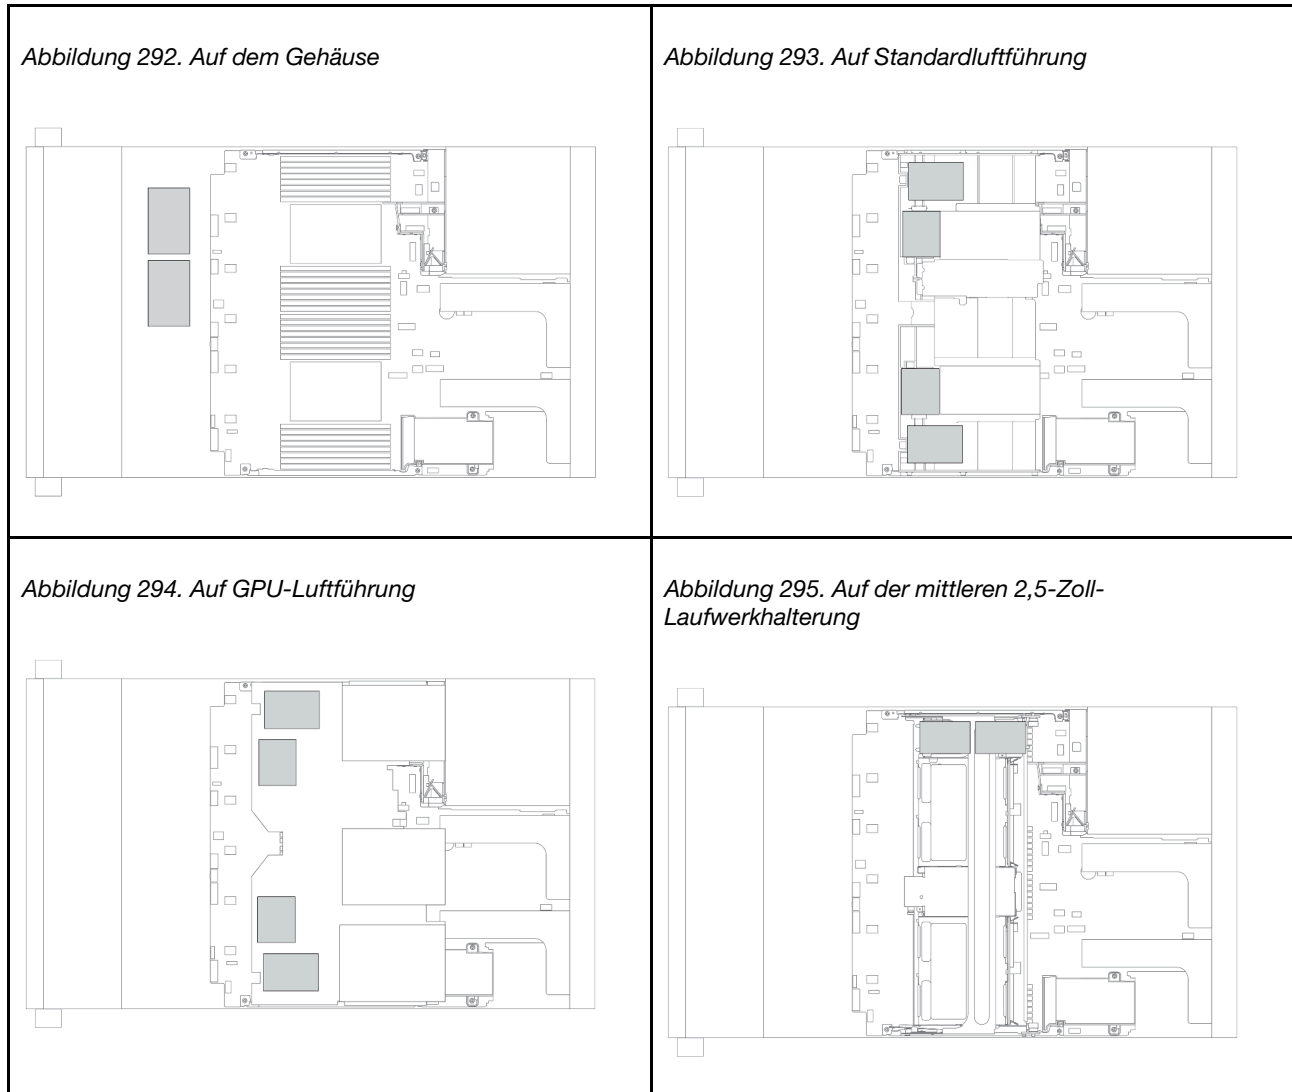 Abbildung 292. Auf dem Gehäuse
Abbildung 293. Auf Standardluftführung
Abbildung 294. Auf GPU-Luftführung
Abbildung 295. Auf der mittleren 2,5-Zoll-
Laufwerkhalterung